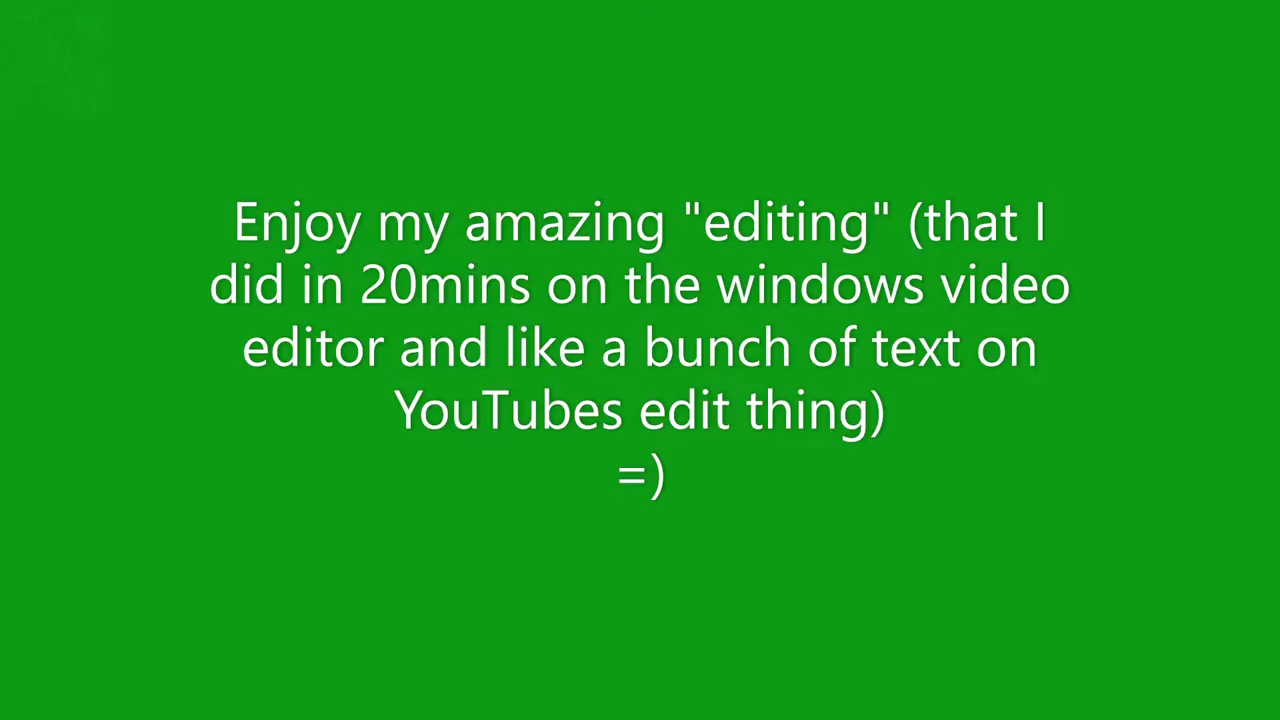 Enjoy my amazing "editing" (that I
did in 20mins on the windows video
editor and like a bunch of text on
YouTubes edit thing)
=)